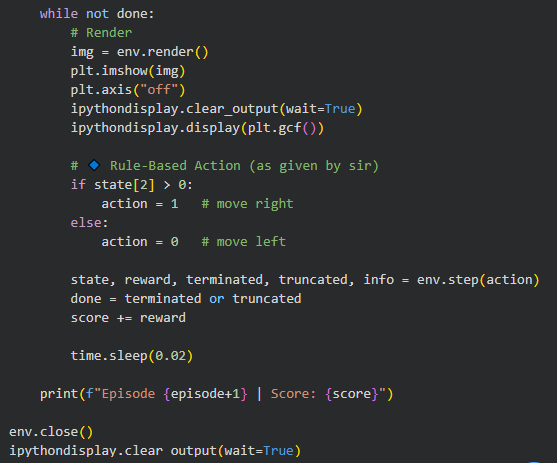 while not done:
    # Render
    img = env.render()
    plt.imshow(img)
    plt.axis("off")
    ipythondisplay.clear_output(wait=True)
    ipythondisplay.display(plt.gcf())

    # 🔹 Rule-Based Action (as given by sir)
    if state[2] > 0:
        action = 1   # move right
    else:
        action = 0   # move left

    state, reward, terminated, truncated, info = env.step(action)
    done = terminated or truncated
    score += reward

    time.sleep(0.02)

print(f"Episode {episode+1} | Score: {score}")

env.close()
ipythondisplay.clear_output(wait=True)